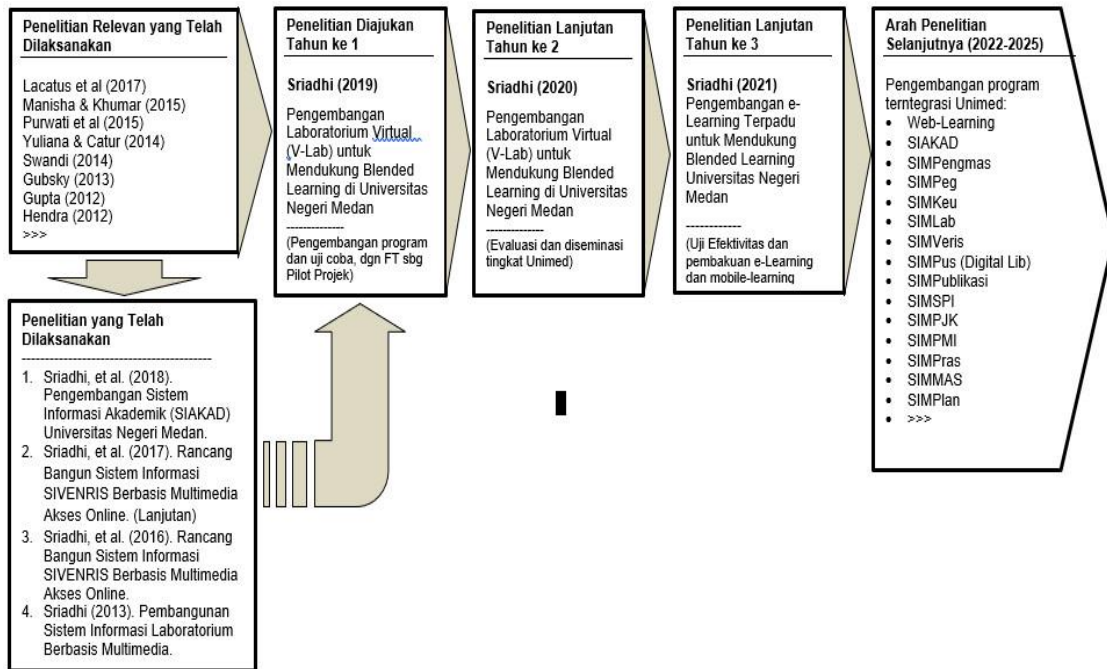 Penelitian Relevan yang Telah
Dilaksanakan
Lacatus et al (2017)
Manisha & Khumar (2015)
Purwati et al (2015)
Yuliana & Catur (2014)
Swandi (2014)
Gubsky (2013)
Gupta (2012)
Hendra (2012)
>>>
Penelitian Diajukan
Tahun ke 1
Sriadhi (2019)
Pengembangan
Laboratorium Virtual
(V-Lab) untuk
Mendukung Blended
Learning di Universitas
Negeri Medan
--------------
(Pengembangan program
dan uji coba, dgn FT sbg
Pilot Projek)
Penelitian Lanjutan
Tahun ke 2
Sriadhi (2020)
Pengembangan
Laboratorium Virtual
(V-Lab) untuk
Mendukung Blended
Learning di Universitas
Negeri Medan
--------------
(Evaluasi dan diseminasi
tingkat Unimed)
Penelitian Lanjutan
Tahun ke 3
Sriadhi (2021)
Pengembangan e-
Learning Terpadu
untuk Mendukung
Blended Learning
Universitas Negeri
Medan
------------
(Uji Efektivitas dan
pembakuan e-Learning
dan mobile-learning
Arah Penelitian
Selanjutnya (2022-2025)
Pengembangan program
terntegrasi Unimed:
• Web-Learning
• SIAKAD
• SIMPengmas
• SIMPeg
• SIMKeu
• SIMLab
• SIMVeris
• SIMPus (Digital Lib)
• SIMPublikasi
• SIMSPI
• SIMPJK
• SIMPMI
• SIMPras
• SIMMAS
• SIMPlan
• >>>
Penelitian yang Telah
Dilaksanakan
------------------------------------------
1. Sriadhi, et al. (2018).
Pengembangan Sistem
Informasi Akademik (SIAKAD)
Universitas Negeri Medan.
2. Sriadhi, et al. (2017). Rancang
Bangun Sistem Informasi
SIVENRIS Berbasis Multimedia
Akses Online. (Lanjutan)
3. Sriadhi, et al. (2016). Rancang
Bangun Sistem Informasi
SIVENRIS Berbasis Multimedia
Akses Online.
4. Sriadhi (2013). Pembangunan
Sistem Informasi Laboratorium
Berbasis Multimedia.